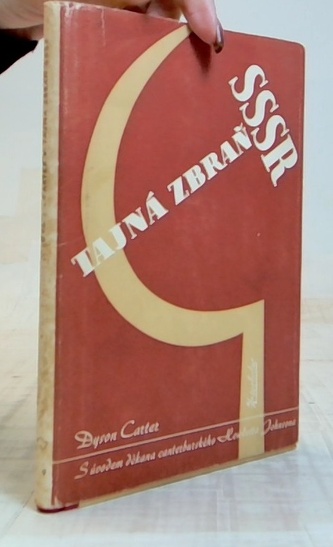 TAJNÁ ZBRAŇ
SSSR
Dyson Carter
S úvodem děkana canterburského Hewletta Johnsona